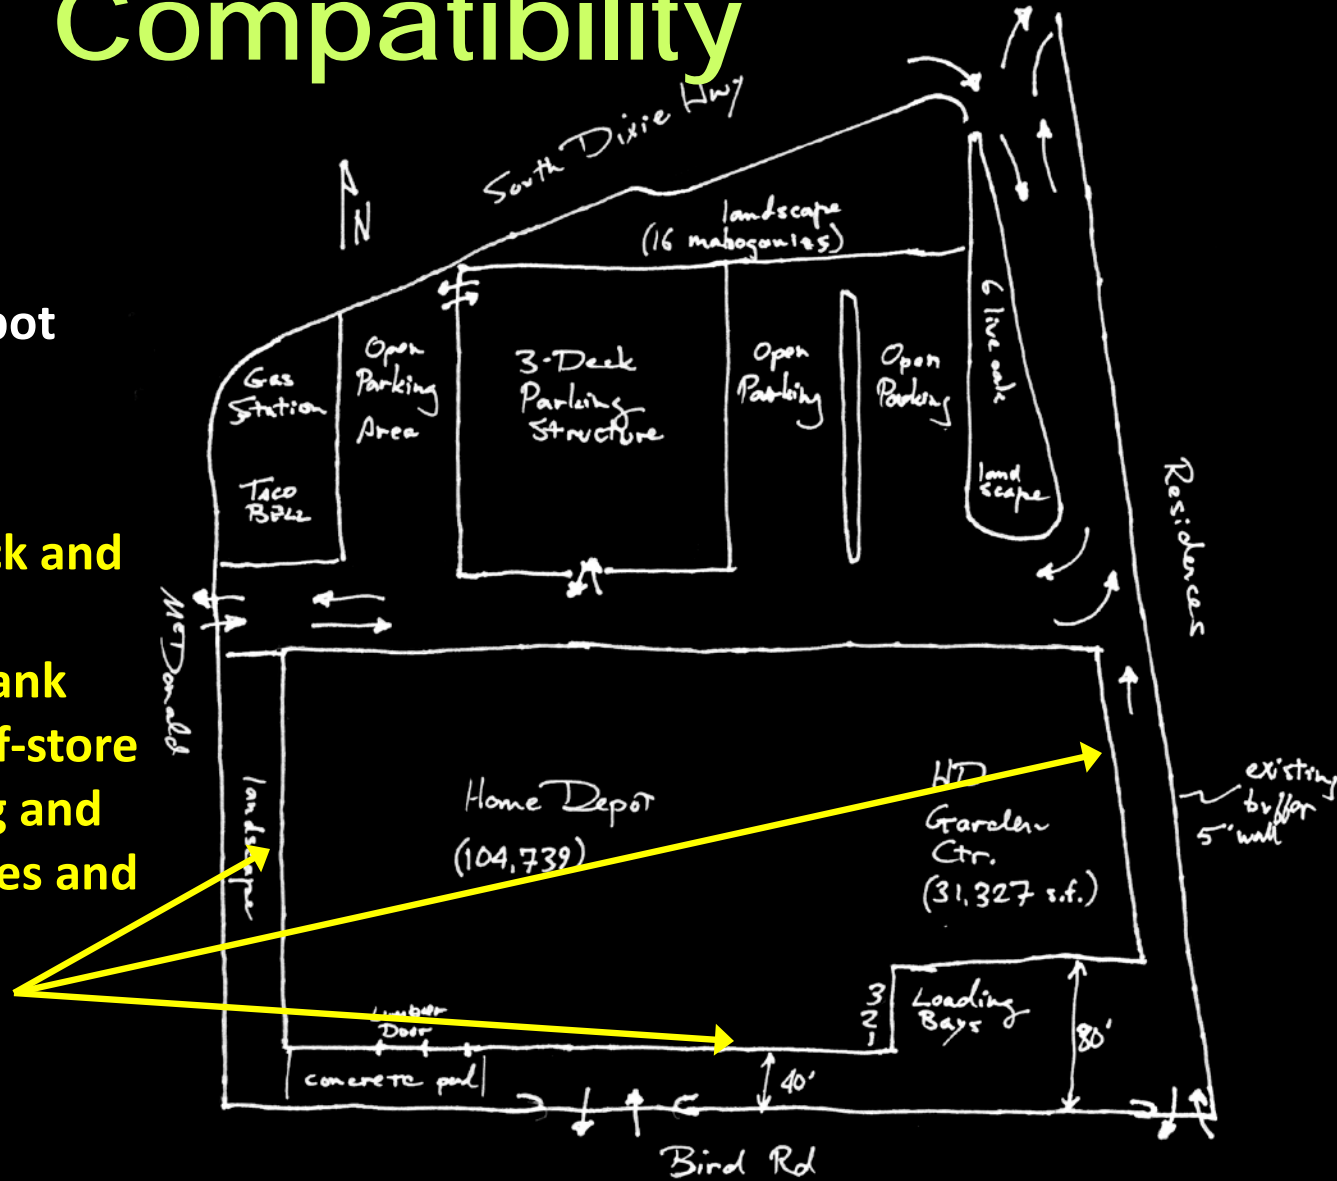 Compatibility
South Dixie Hwy
N
landscape
(16 mahoganies)
pot
Gas
Station
Taco
Bell
Open
Parking
Area
3-Deck
Parking
Structure
Open
Parking
Open
Parking
6 live oak
land
scape
Residences
ck and
McDonald
ank
f-store
g and
es and
landscape
Home Depot
(104,739)
HD
Garden
Ctr.
(31,327 s.f.)
existing
buffer
5' wall
Lumber
Door
3
2
1
Loading
Bays
80'
40'
concrete pad
Bird Rd